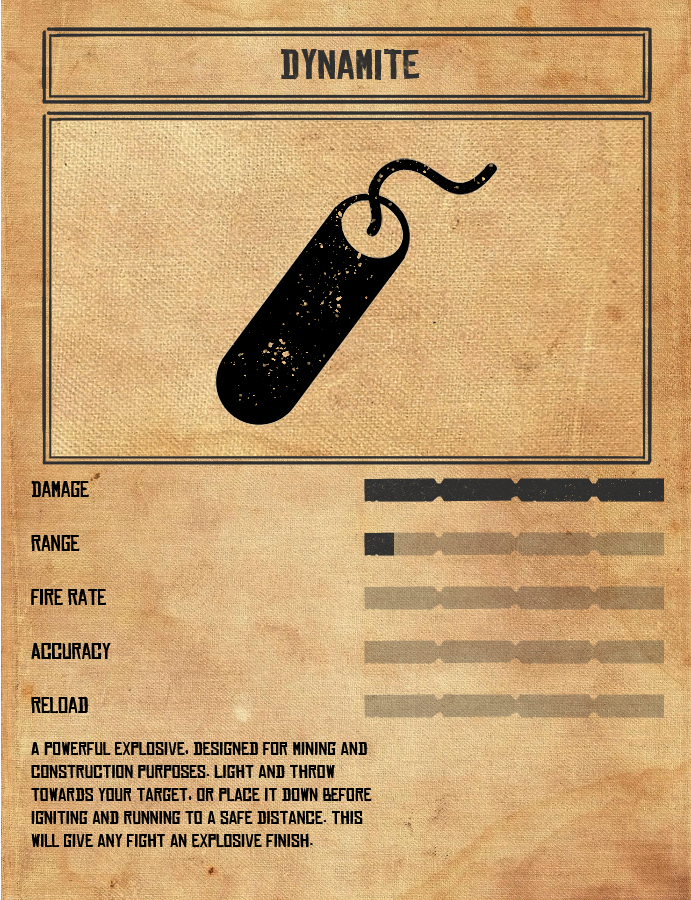 DYNAMITE
DAMAGE
RANGE
FIRE RATE
ACCURACY
RELOAD
A POWERFUL EXPLOSIVE, DESIGNED FOR MINING AND
CONSTRUCTION PURPOSES. LIGHT AND THROW
TOWARDS YOUR TARGET, OR PLACE IT DOWN BEFORE
IGNITING AND RUNNING TO A SAFE DISTANCE. THIS
WILL GIVE ANY FIGHT AN EXPLOSIVE FINISH.